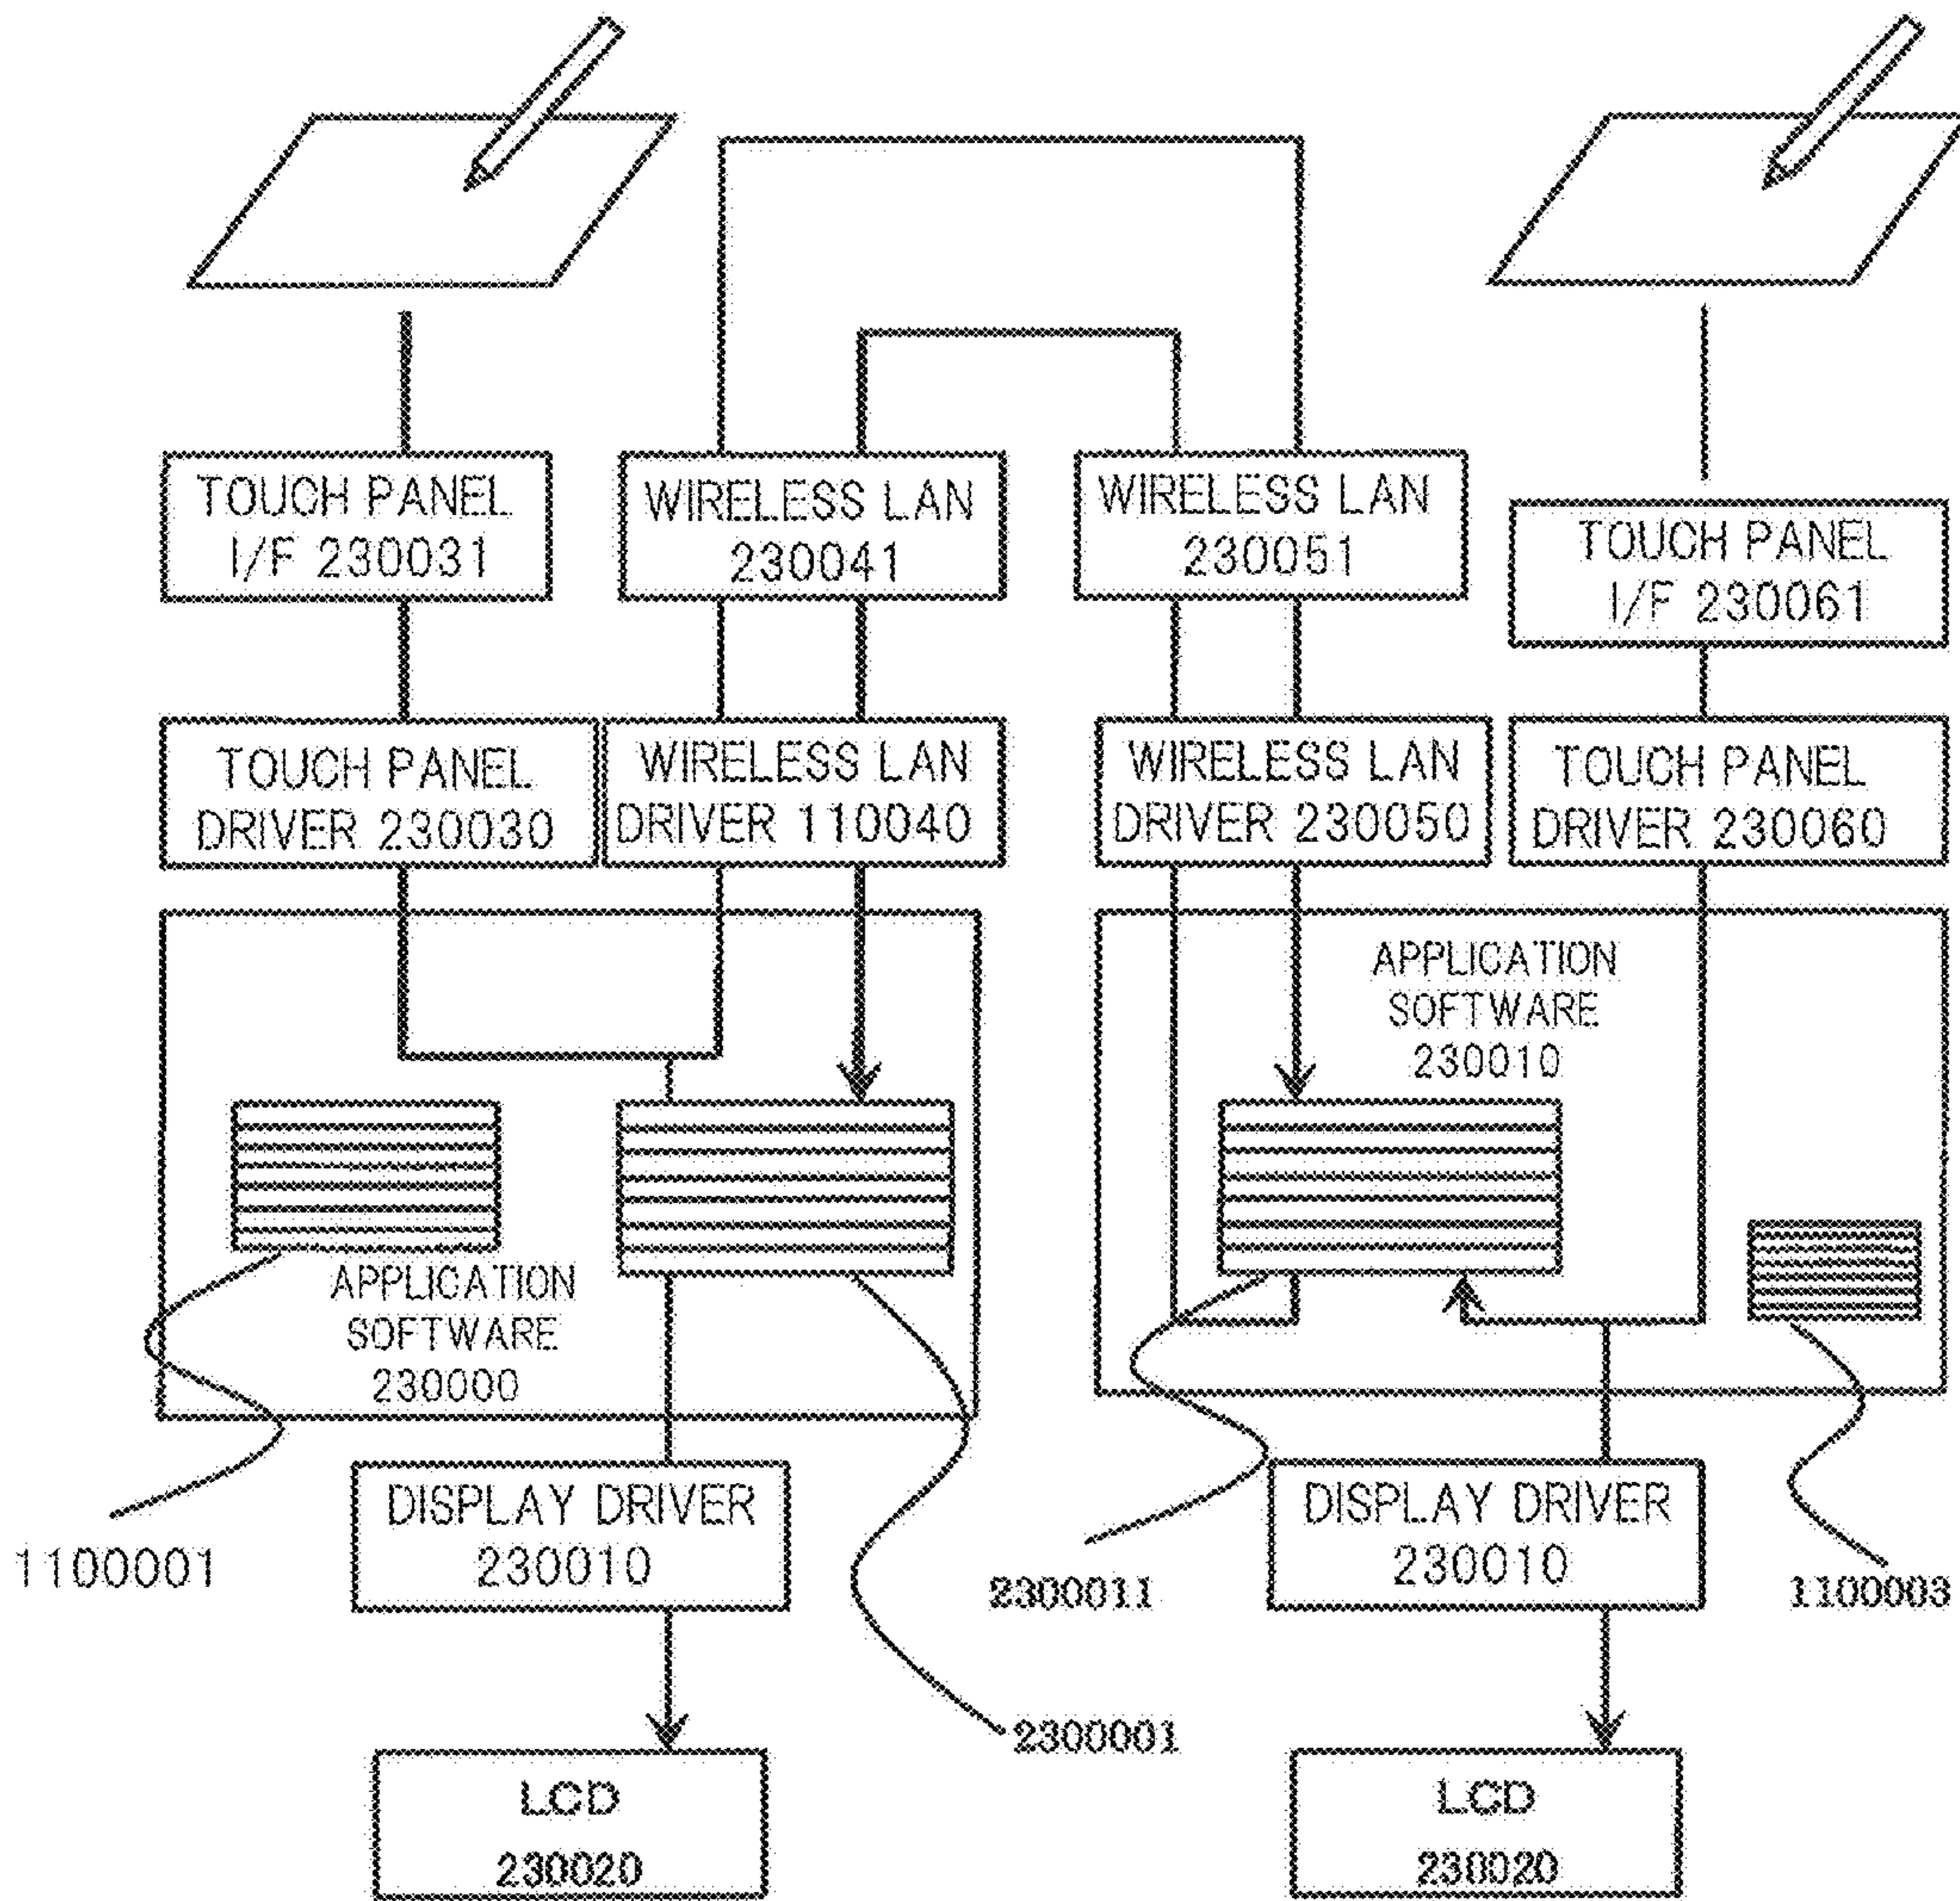 TOUCH PANEL
I/F 230031
WIRELESS LAN
230041
WIRELESS LAN
230051
TOUCH PANEL
I/F 230061
TOUCH PANEL
DRIVER 230030
WIRELESS LAN
DRIVER 110040
WIRELESS LAN
DRIVER 230050
TOUCH PANEL
DRIVER 230060
APPLICATION
SOFTWARE
230010
APPLICATION
SOFTWARE
230000
DISPLAY DRIVER
230010
DISPLAY DRIVER
230010
1100001
2300011
1100003
2300001
LCD
230020
LCD
230020